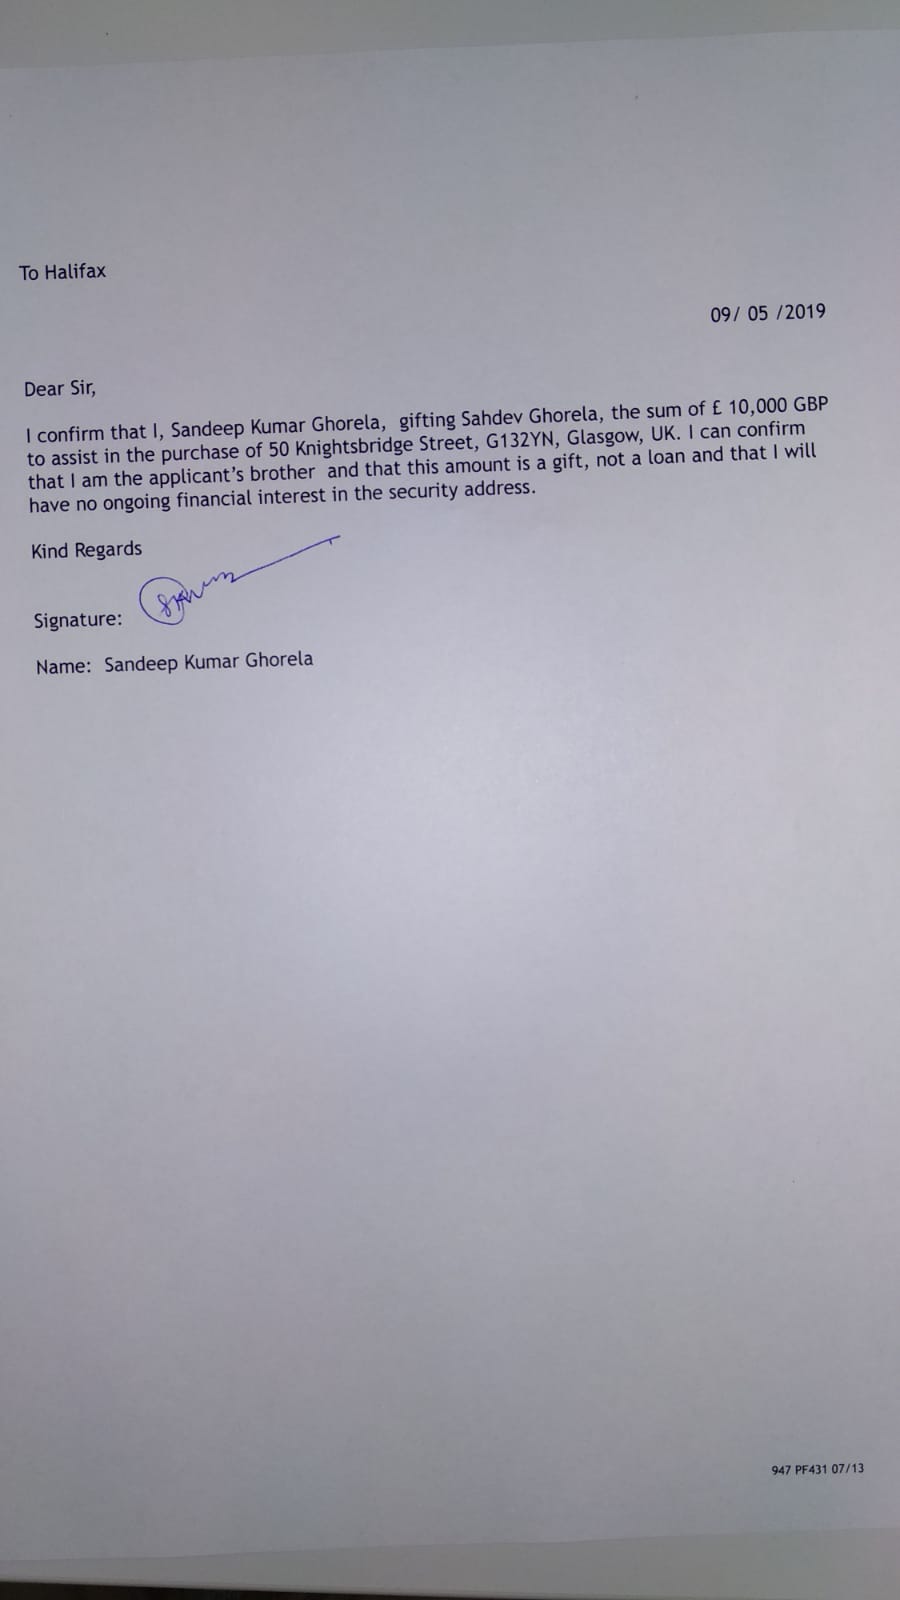 To Halifax
09/ 05 /2019
Dear Sir,
I confirm that I, Sandeep Kumar Ghorela,  gifting Sahdev Ghorela, the sum of £ 10,000 GBP
to assist in the purchase of 50 Knightsbridge Street, G132YN, Glasgow, UK. I can confirm
that I am the applicant's brother  and that this amount is a gift, not a loan and that I will
have no ongoing financial interest in the security address.
Kind Regards
Signature:
Name:  Sandeep Kumar Ghorela
947 PF431 07/13